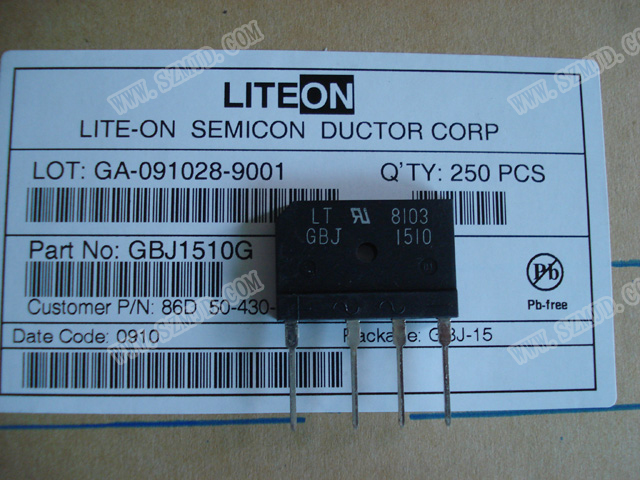 LITEON
LITE-ON SEMICON DUCTOR CORP
LOT: GA-091028-9001
Q'TY: 250 PCS
Part No: GBJ1510G
Customer P/N: 86D 50-430-
Date Code: 0910
Package: GBJ-15
Pb
Pb-free
LT 8103
GBJ 1510
WWW.SZMJD.COM
WWW.SZMJD.COM
WWW.SZMJD.COM
WWW.SZMJD.COM